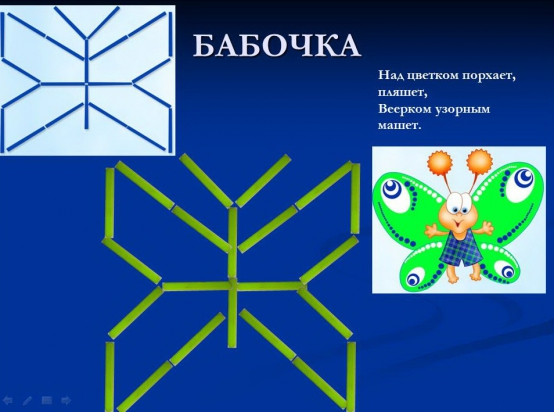 БАБОЧКА
Над цветком порхает,
пляшет,
Веерком узорным
машет.